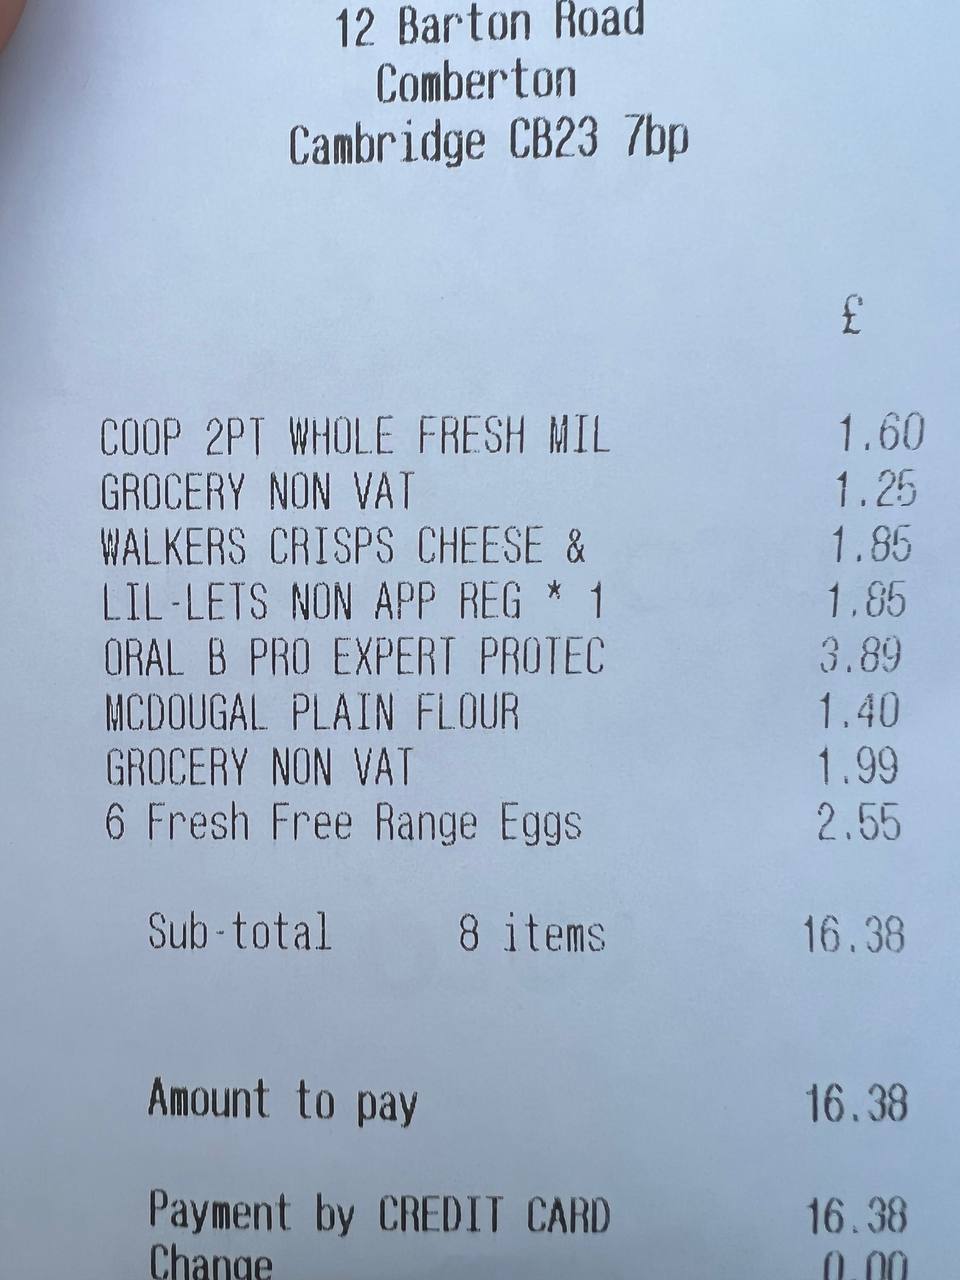 12 Barton Road
Comberton
Cambridge CB23 7bp
£
COOP 2PT WHOLE FRESH MIL 1.60
GROCERY NON VAT 1.25
WALKERS CRISPS CHEESE & 1.85
LIL-LETS NON APP REG * 1 1.85
ORAL B PRO EXPERT PROTEC 3.89
MCDOUGAL PLAIN FLOUR 1.40
GROCERY NON VAT 1.99
6 Fresh Free Range Eggs 2.55
Sub-total 8 items 16.38
Amount to pay 16.38
Payment by CREDIT CARD 16.38
Change 0.00